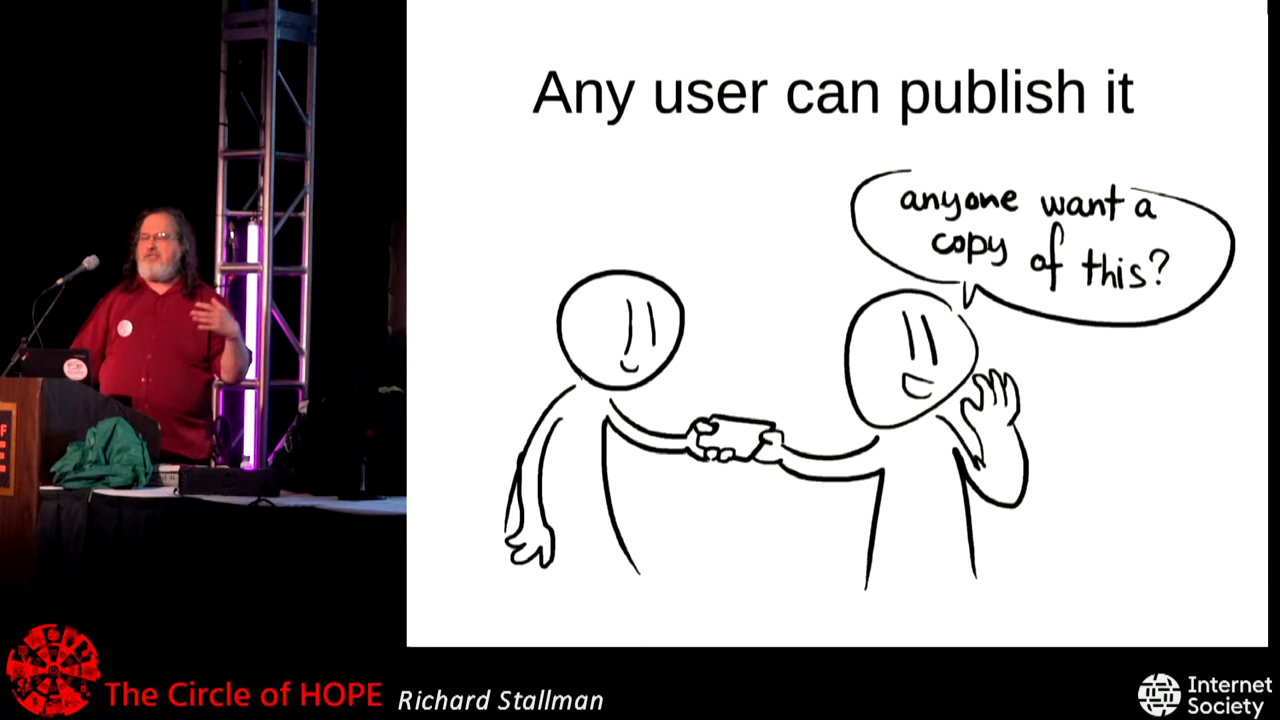 Any user can publish it
anyone want a
copy of this?
The Circle of HOPE
Richard Stallman
Internet
Society